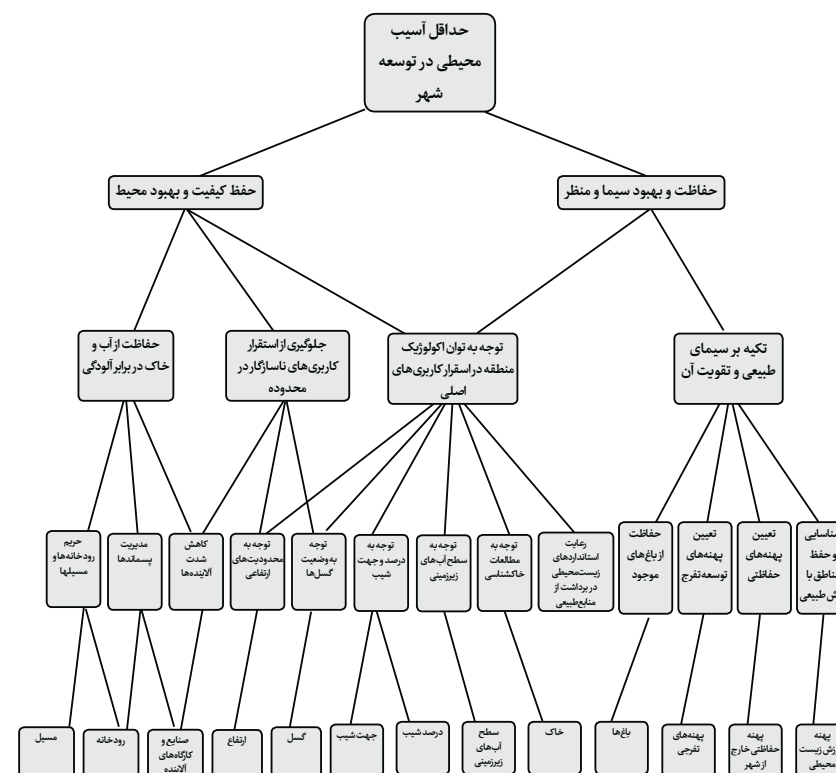 حداقل آسیب
محیطی در توسعه
شهر
حفاظت و بهبود سیما و منظر
حفظ کیفیت و بهبود محیط
تکیه بر سیمای
طبیعی و تقویت آن
توجه به توان اکولوژیک
منطقه در اسقرار کاربری‌های
اصلی
جلوگیری از استقرار
کاربری‌های ناسازگار در
محدوده
حفاظت از آب و
خاک در برابر آلودگی
و حفظ
تعیین
پهنه‌های
حفاظتی
تعیین
پهنه‌های
توسعه تفرج
حفاظت
از باغ‌های
موجود
رعایت
استانداردهای
زیست‌محیطی
در برداشت از
منابع طبیعی
توجه به
مطالعات
خاکشناسی
توجه به
سطح آب‌های
زیرزمینی
توجه به
درصد و جهت
شیب
توجه
به وضعیت
گسل‌ها
توجه به
محدودیت‌های
ارتفاعی
کاهش
شدت
آلاینده‌ها
مدیریت
پسماندها
حریم
رودخانه‌ها و
مسیلها
پهنه
زیست
محیطی
پهنه
حفاظتی خارج
از شهر
پهنه‌های
تفرجی
باغ‌ها
خاک
سطح
آب‌های
زیرزمینی
درصد شیب
جهت شیب
گسل
ارتفاع
صنایع و
کارگاه‌های
آلاینده
رودخانه
مسیل